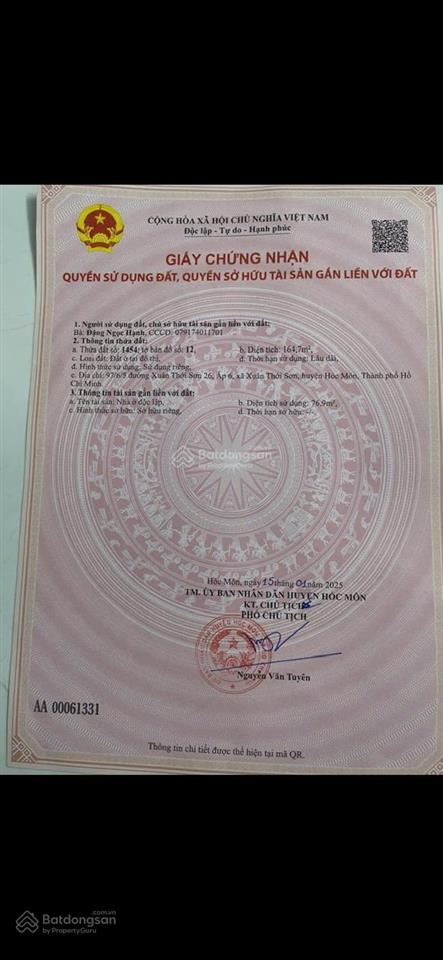 CỘNG HÒA XÃ HỘI CHỦ NGHĨA VIỆT NAM
Độc lập - Tự do - Hạnh phúc
GIẤY CHỨNG NHẬN
QUYỀN SỬ DỤNG ĐẤT, QUYỀN SỞ HỮU TÀI SẢN GẮN LIỀN VỚI ĐẤT
1. Người sử dụng đất, chủ sở hữu tài sản gắn liền với đất:
Bà: Đặng Ngọc Hạnh, CCCD: 079174011701
2. Thông tin thửa đất:
a. Thửa đất số: 1454; tờ bản đồ số: 12, b. Diện tích: 164,7m²,
c. Loại đất: Đất ở tại đô thị, d. Thời hạn sử dụng: Lâu dài,
đ. Hình thức sử dụng: Sử dụng riêng,
e. Địa chỉ: 97/6/5 đường Xuân Thới Sơn 26, Ấp 6, xã Xuân Thới Sơn, huyện Hóc Môn, Thành phố Hồ
Chí Minh.
3. Thông tin tài sản gắn liền với đất:
a. Tên tài sản: Nhà ở độc lập, b. Diện tích sử dụng: 76,9m²,
c. Hình thức sở hữu: Sở hữu riêng, d. Thời hạn sở hữu: -/-.
Batdongsan
by PropertyGuru
Hóc Môn, ngày 15 tháng 01 năm 2025
TM. ỦY BAN NHÂN DÂN HUYỆN HÓC MÔN
KT. CHỦ TỊCH
PHÓ CHỦ TỊCH
Nguyễn Văn Tuyên
AA 00061331
Thông tin chi tiết được thể hiện tại mã QR.
Batdongsan.com.vn
by PropertyGuru